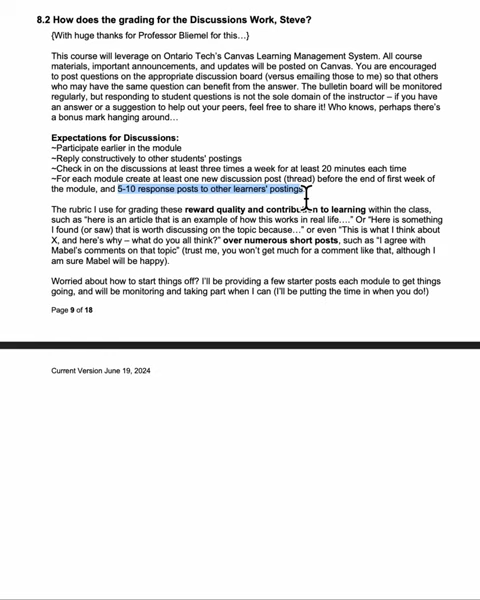 8.2 How does the grading for the Discussions Work, Steve?
{With huge thanks for Professor Bliemel for this…}
This course will leverage on Ontario Tech's Canvas Learning Management System. All course
materials, important announcements, and updates will be posted on Canvas. You are encouraged
to post questions on the appropriate discussion board (versus emailing those to me) so that others
who may have the same question can benefit from the answer. The bulletin board will be monitored
regularly, but responding to student questions is not the sole domain of the instructor – if you have
an answer or a suggestion to help out your peers, feel free to share it! Who knows, perhaps there's
a bonus mark hanging around…
Expectations for Discussions:
~Participate earlier in the module
~Reply constructively to other students' postings
~Check in on the discussions at least three times a week for at least 20 minutes each time
~For each module create at least one new discussion post (thread) before the end of first week of
the module, and 5-10 response posts to other learners' postings
The rubric I use for grading these reward quality and contribution to learning within the class,
such as "here is an article that is an example of how this works in real life…." Or "Here is something
I found (or saw) that is worth discussing on the topic because…" or even "This is what I think about
X, and here's why – what do you all think?" over numerous short posts, such as "I agree with
Mabel's comments on that topic" (trust me, you won't get much for a comment like that, although I
am sure Mabel will be happy).
Worried about how to start things off? I'll be providing a few starter posts each module to get things
going, and will be monitoring and taking part when I can (I'll be putting the time in when you do!)
Page 9 of 18
Current Version June 19, 2024